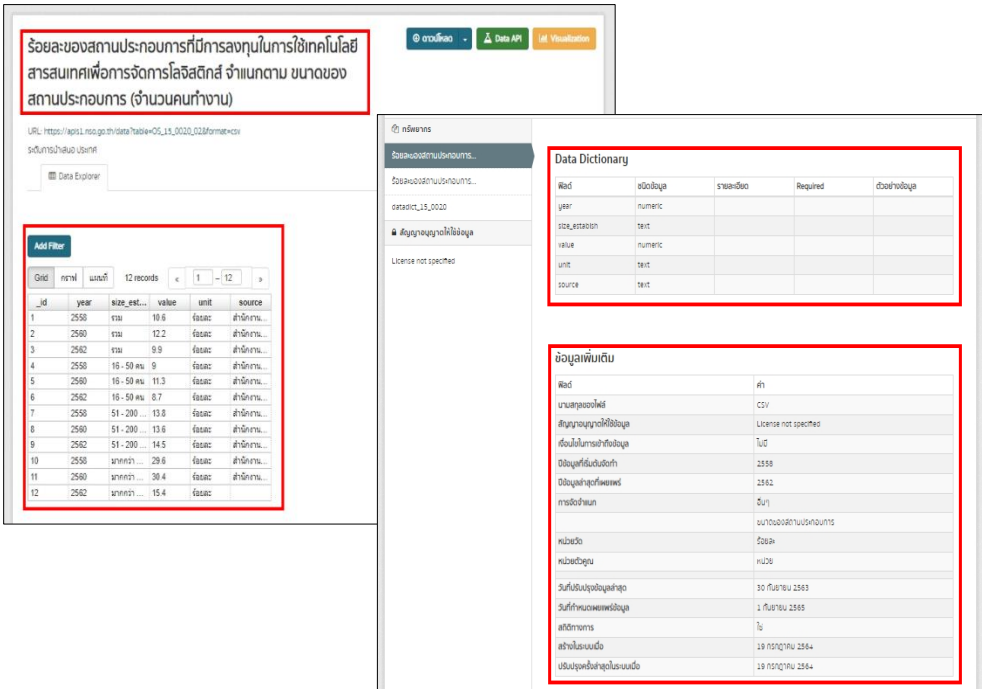 ร้อยละของสถานประกอบการที่มีการลงทุนในการใช้เทคโนโลยี
สารสนเทศเพื่อการจัดการโลจิสติกส์ จำแนกตาม ขนาดของ
สถานประกอบการ (จำนวนคนทำงาน)
ดาวน์โหลด
Data API
Visualization
URL: https://apis1.nso.go.th/data?table=OS_15_0020_02&format=csv
ระดับการนำเสนอ ประเทศ
Data Explorer
Add Filter
Grid กราฟ แผนที่ 12 records « 1 – 12 »
_id year size_est... value unit source
1 2558 รวม 10.6 ร้อยละ สำนักงาน...
2 2560 รวม 12.2 ร้อยละ สำนักงาน...
3 2562 รวม 9.9 ร้อยละ สำนักงาน...
4 2558 16 - 50 คน 9 ร้อยละ สำนักงาน...
5 2560 16 - 50 คน 11.3 ร้อยละ สำนักงาน...
6 2562 16 - 50 คน 8.7 ร้อยละ สำนักงาน...
7 2558 51 - 200 ... 13.8 ร้อยละ สำนักงาน...
8 2560 51 - 200 ... 13.6 ร้อยละ สำนักงาน...
9 2562 51 - 200 ... 14.5 ร้อยละ สำนักงาน...
10 2558 มากกว่า ... 29.6 ร้อยละ สำนักงาน...
11 2560 มากกว่า ... 30.4 ร้อยละ สำนักงาน...
12 2562 มากกว่า ... 15.4 ร้อยละ
ทรัพยากร
ร้อยละของสถานประกอบการ...
ร้อยละของสถานประกอบการ...
datadict_15_0020
สัญญาอนุญาตให้ใช้ข้อมูล
License not specified
Data Dictionary
ฟิลด์ ชนิดข้อมูล รายละเอียด Required ตัวอย่างข้อมูล
year numeric
size_establish text
value numeric
unit text
source text
ข้อมูลเพิ่มเติม
ฟิลด์ ค่า
นามสกุลของไฟล์ CSV
สัญญาอนุญาตให้ใช้ข้อมูล License not specified
เงื่อนไขในการเข้าถึงข้อมูล ไม่มี
ปีข้อมูลที่เริ่มต้นจัดทำ 2558
ปีข้อมูลล่าสุดที่เผยแพร่ 2562
การจัดจำแนก อื่นๆ
ขนาดของสถานประกอบการ
หน่วยวัด ร้อยละ
หน่วยตัวคูณ หน่วย
วันที่ปรับปรุงข้อมูลล่าสุด 30 กันยายน 2563
วันที่กำหนดเผยแพร่ข้อมูล 1 กันยายน 2565
สถิติทางการ ใช่
สร้างในระบบเมื่อ 19 กรกฎาคม 2564
ปรับปรุงครั้งล่าสุดในระบบเมื่อ 19 กรกฎาคม 2564